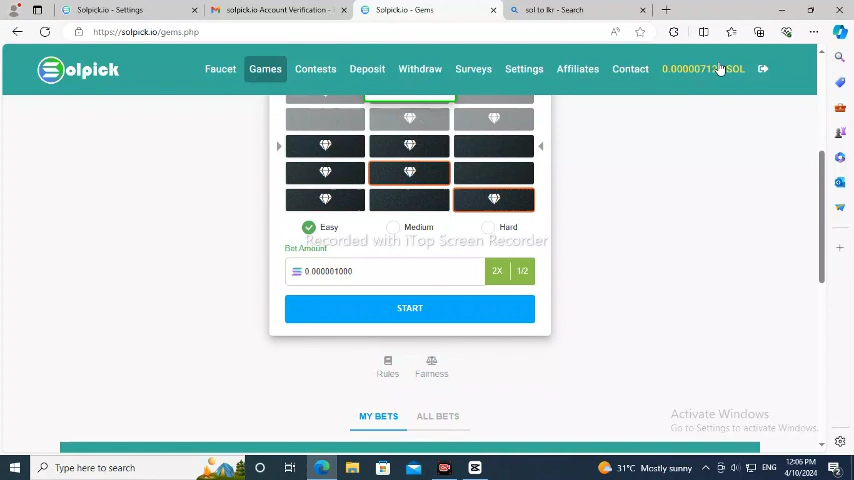 Solpick.io - Settings
solpick.io Account Verification -
Solpick.io - Gems
sol to lkr - Search
https://solpick.io/gems.php
Solpick
Faucet Games Contests Deposit Withdraw Surveys Settings Affiliates Contact SOL
Easy Medium Hard
Recorded with iTop Screen Recorder
Bet Amount
0.000001000 2X 1/2
START
Rules Fairness
MY BETS ALL BETS
Activate Windows
Go to Settings to activate Windows.
Type here to search
31°C Mostly sunny
ENG
12:06 PM
4/10/2024
2